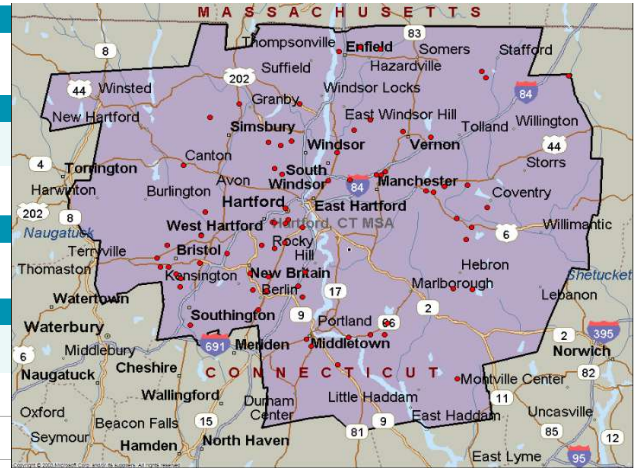 MASSACHUSETTS
8
Thompsonville
Enfield
83
Somers
Stafford
Suffield
Hazardville
202
44
Winsted
Windsor Locks
84
Granby
New Hartford
East Windsor Hill
Simsbury
Tolland
Willington
Windsor
Vernon
44
4
Torrington
Canton
Storrs
Harwinton
Avon
South
Windsor
84
Manchester
Burlington
Coventry
Hartford
East Hartford
202
8
West Hartford
Hartford, CT MSA
Willimantic
Naugatuck
6
Rocky
Hill
Terryville
Bristol
Hebron
Thomaston
Kensington
New Britain
Shetucket
Berlin
Marlborough
Lebanon
17
Watertown
2
Southington
9
Portland
66
Waterbury
2
395
691
Meriden
Middletown
Norwich
Middlebury
6
Naugatuck
Cheshire
CONNECTICUT
82
Montville Center
Wallingford
Little Haddam
11
Durham
Center
Oxford
Beacon Falls
15
East Haddam
Uncasville
Seymour
Hamden
North Haven
81
9
85
12
East Lyme
95